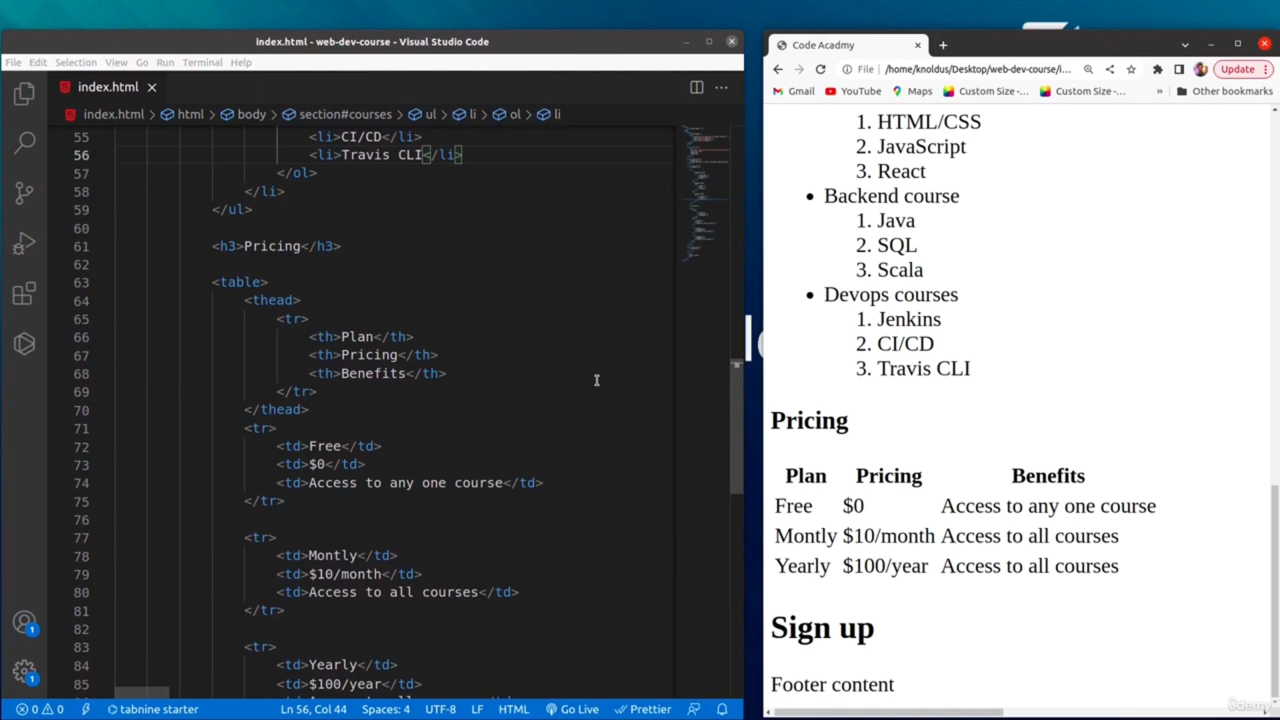 index.html - web-dev-course - Visual Studio Code
File Edit Selection View Go Run Terminal Help
index.html
index.html > html > body > section#courses > ul > li > ol > li
55 <li>CI/CD</li>
56 <li>Travis CLI</li>
57 </ol>
58 </li>
59 </ul>
60
61 <h3>Pricing</h3>
62
63 <table>
64 <thead>
65 <tr>
66 <th>Plan</th>
67 <th>Pricing</th>
68 <th>Benefits</th>
69 </tr>
70 </thead>
71 <tr>
72 <td>Free</td>
73 <td>$0</td>
74 <td>Access to any one course</td>
75 </tr>
76
77 <tr>
78 <td>Montly</td>
79 <td>$10/month</td>
80 <td>Access to all courses</td>
81 </tr>
82
83 <tr>
84 <td>Yearly</td>
85 <td>$100/year</td>
1
1
0 0 tabnine starter Ln 56, Col 44 Spaces: 4 UTF-8 LF HTML Go Live Prettier
Code Acadmy
File /home/knoldus/Desktop/web-dev-course/i... Update
Gmail YouTube Maps Custom Size -... Custom Size -... » Other bookmarks
1. HTML/CSS
2. JavaScript
3. React
• Backend course
1. Java
2. SQL
3. Scala
• Devops courses
1. Jenkins
2. CI/CD
3. Travis CLI
Pricing
Plan Pricing Benefits
Free $0 Access to any one course
Montly $10/month Access to all courses
Yearly $100/year Access to all courses
Sign up
Footer content
ûdemy